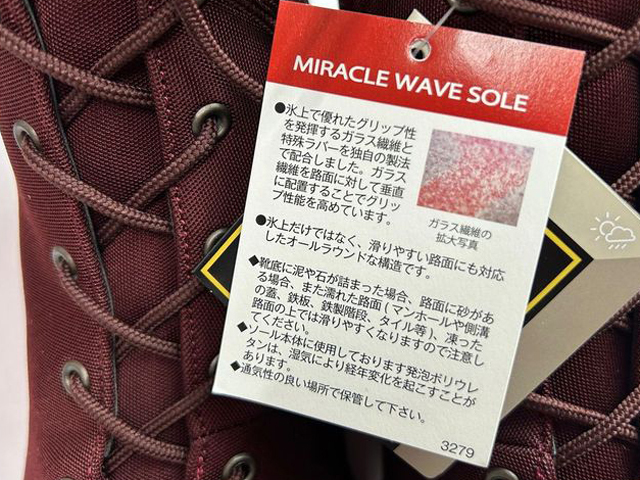 MIRACLE WAVE SOLE
●氷上で優れたグリップ性
を発揮するガラス繊維と
特殊ラバーを独自の製法
で配合しました。ガラス
繊維を路面に対して垂直
に配置することでグリッ
プ性能を高めています。
ガラス繊維の
拡大写真
●氷上だけではなく、滑りやすい路面にも対応
したオールラウンドな構造です。
◆靴底に泥や石が詰まった場合、路面に砂があ
る場合、また濡れた路面(マンホールや側溝
の蓋、鉄板、鉄製階段、タイル等)、凍った
路面の上では滑りやすくなりますので注意し
てください。
◆ソール本体に使用しております発泡ポリウレ
タンは、湿気により経年変化を起こすことが
あります。
◆通気性の良い場所で保管して下さい。
3279